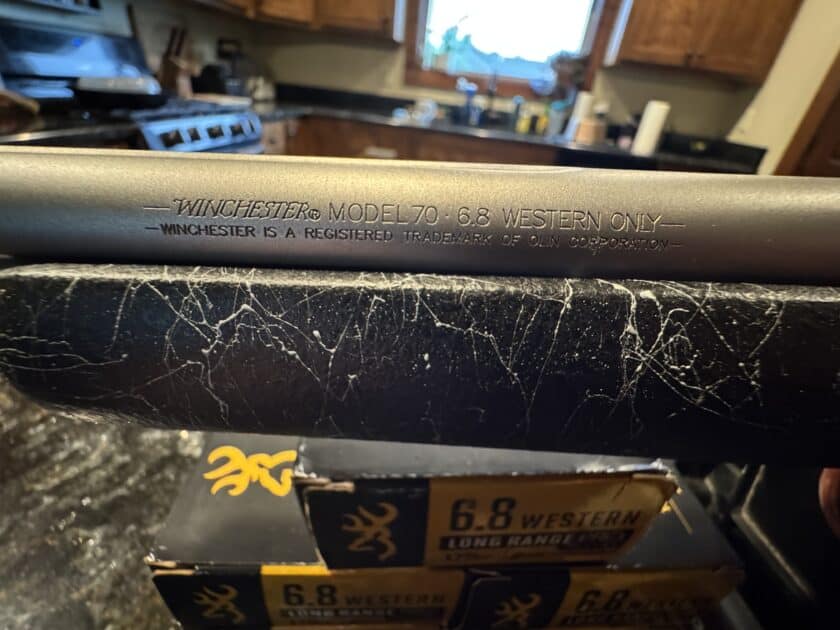 WINCHESTER® MODEL 70 · 6.8 WESTERN ONLY
WINCHESTER IS A REGISTERED TRADEMARK OF OLIN CORPORATION
6.8 WESTERN
LONG RANGE
6.8 WESTERN
LONG RANGE
6.8 WESTERN